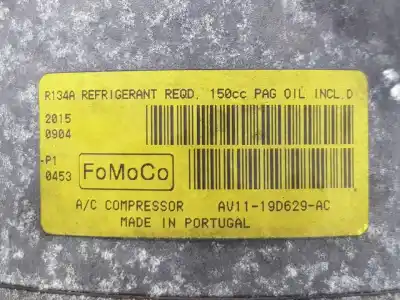 R134A REFRIGERANT REQD. 150cc PAG OIL INCL.D
2015
0904
-P1
0453
FoMoCo
A/C COMPRESSOR AV11-19D629-AC
MADE IN PORTUGAL